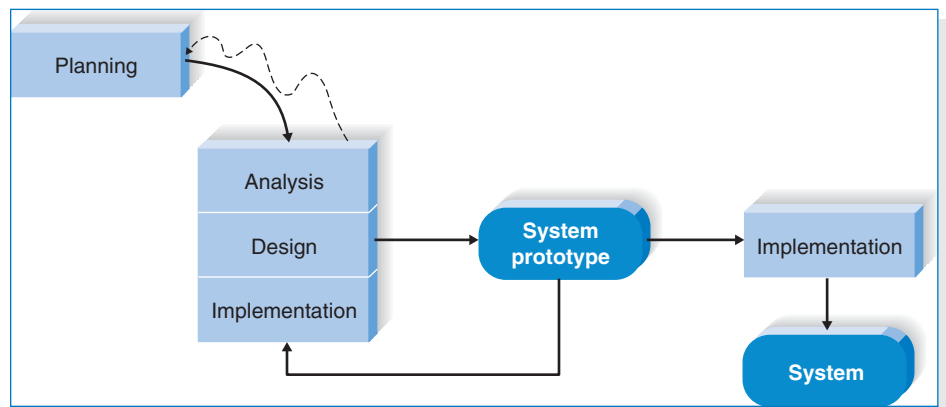 Planning
Analysis
Design
Implementation
System
prototype
Implementation
System